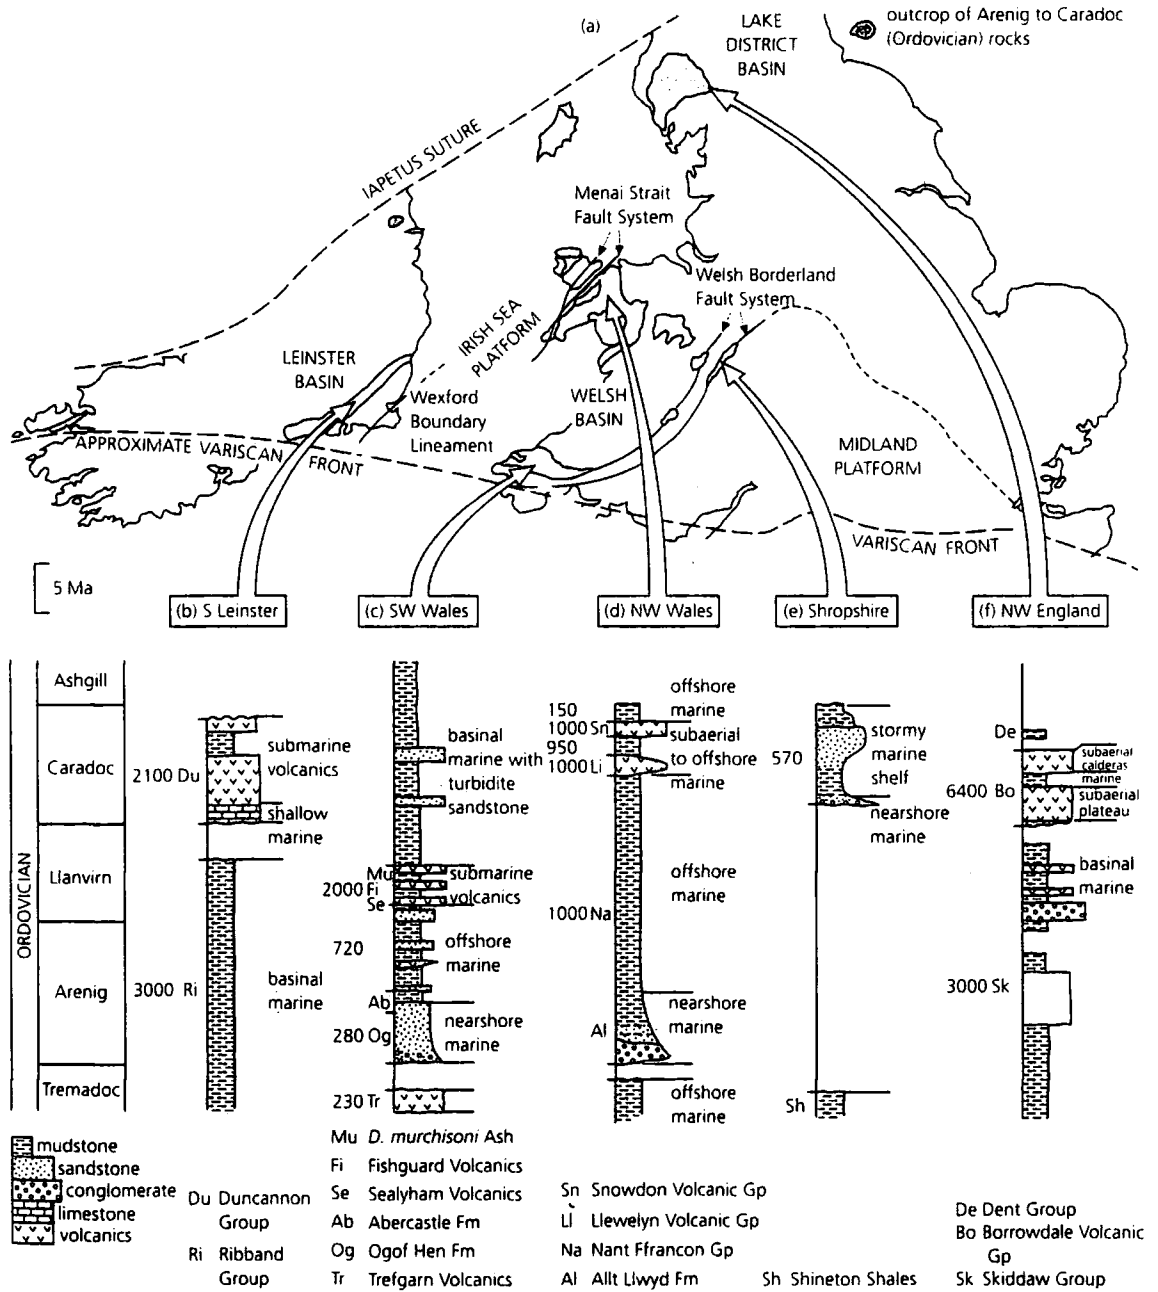 (a)
LAKE
DISTRICT
BASIN
outcrop of Arenig to Caradoc
(Ordovician) rocks
IAPETUS SUTURE
Menai Strait
Fault System
Welsh Borderland
Fault System
IRISH SEA
PLATFORM
LEINSTER
BASIN
Wexford
Boundary
Lineament
WELSH
BASIN
MIDLAND
PLATFORM
APPROXIMATE VARISCAN FRONT
VARISCAN FRONT
5 Ma
(b) S Leinster
(c) SW Wales
(d) NW Wales
(e) Shropshire
(f) NW England
ORDOVICIAN
Ashgill
Caradoc
Llanvirn
Arenig
Tremadoc
2100 Du
submarine
volcanics
shallow
marine
3000 Ri
basinal
marine
basinal
marine with
turbidite
sandstone
Mu
2000 Fi
Se
submarine
volcanics
720
offshore
marine
Ab
280 Og
nearshore
marine
230 Tr
150
1000 Sn
950
1000 Li
offshore
marine
subaerial
to offshore
marine
offshore
marine
1000 Na
nearshore
marine
Al
offshore
marine
570
stormy
marine
shelf
nearshore
marine
Sh
De
6400 Bo
subaerial
calderas
marine
subaerial
plateau
basinal
marine
3000 Sk
mudstone
sandstone
conglomerate
limestone
volcanics
Du Duncannon
Group
Ri Ribband
Group
Mu D. murchisoni Ash
Fi Fishguard Volcanics
Se Sealyham Volcanics
Ab Abercastle Fm
Og Ogof Hen Fm
Tr Trefgarn Volcanics
Sn Snowdon Volcanic Gp
Ll Llewelyn Volcanic Gp
Na Nant Ffrancon Gp
Al Allt Llwyd Fm
Sh Shineton Shales
De Dent Group
Bo Borrowdale Volcanic
Gp
Sk Skiddaw Group